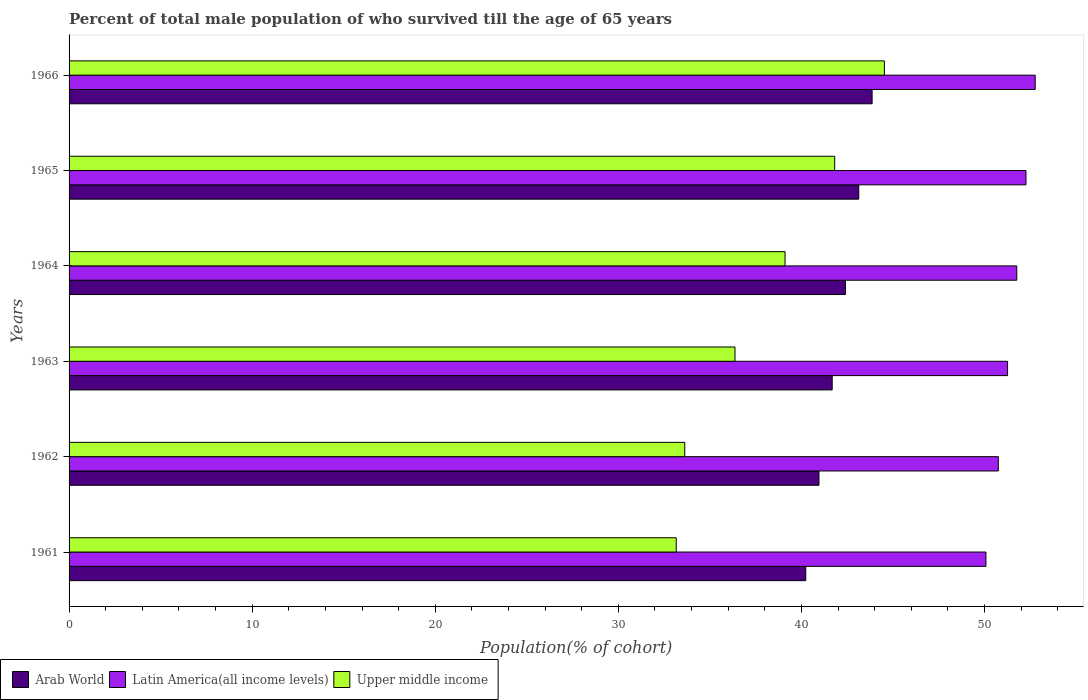 Percent of total male population of who survived till the age of 65 years
1966
1965
1964
1963
1962
1961
Years
0
10
20
30
40
50
Population(% of cohort)
Arab World
Latin America(all income levels)
Upper middle income